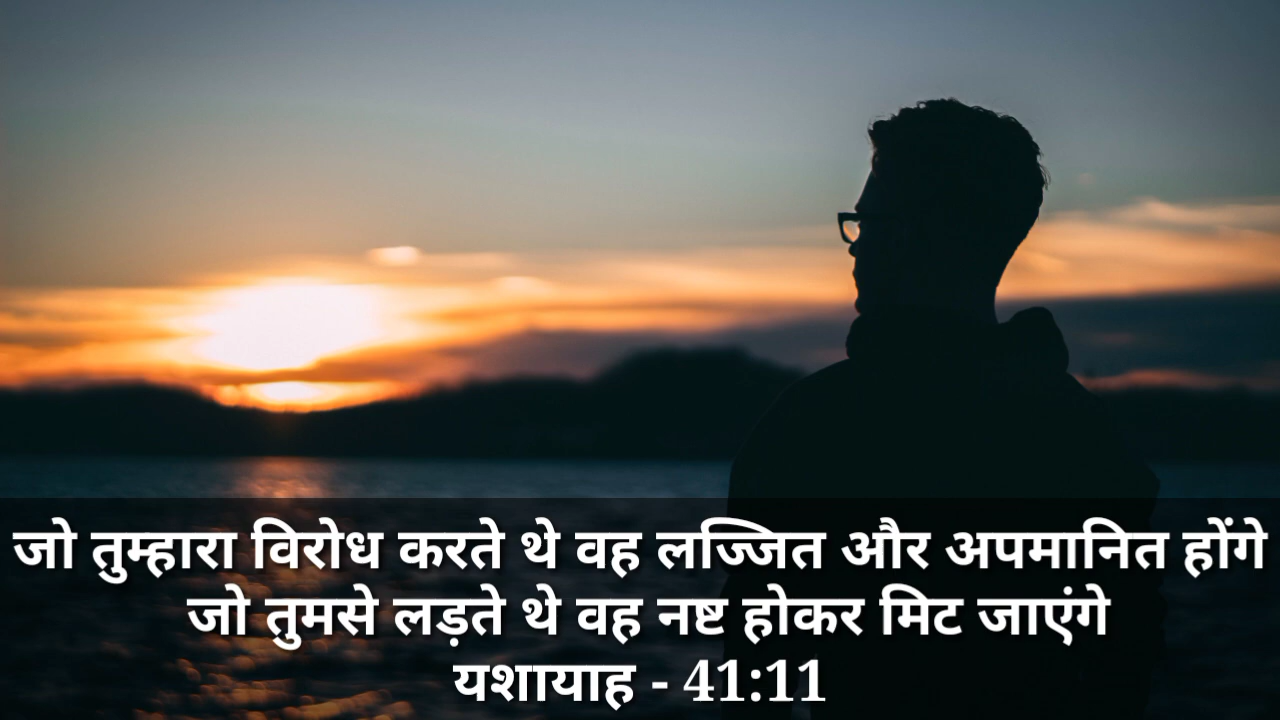 जो तुम्हारा विरोध करते थे वह लज्जित और अपमानित होंगे
जो तुमसे लड़ते थे वह नष्ट होकर मिट जाएंगे
यशायाह - 41:11